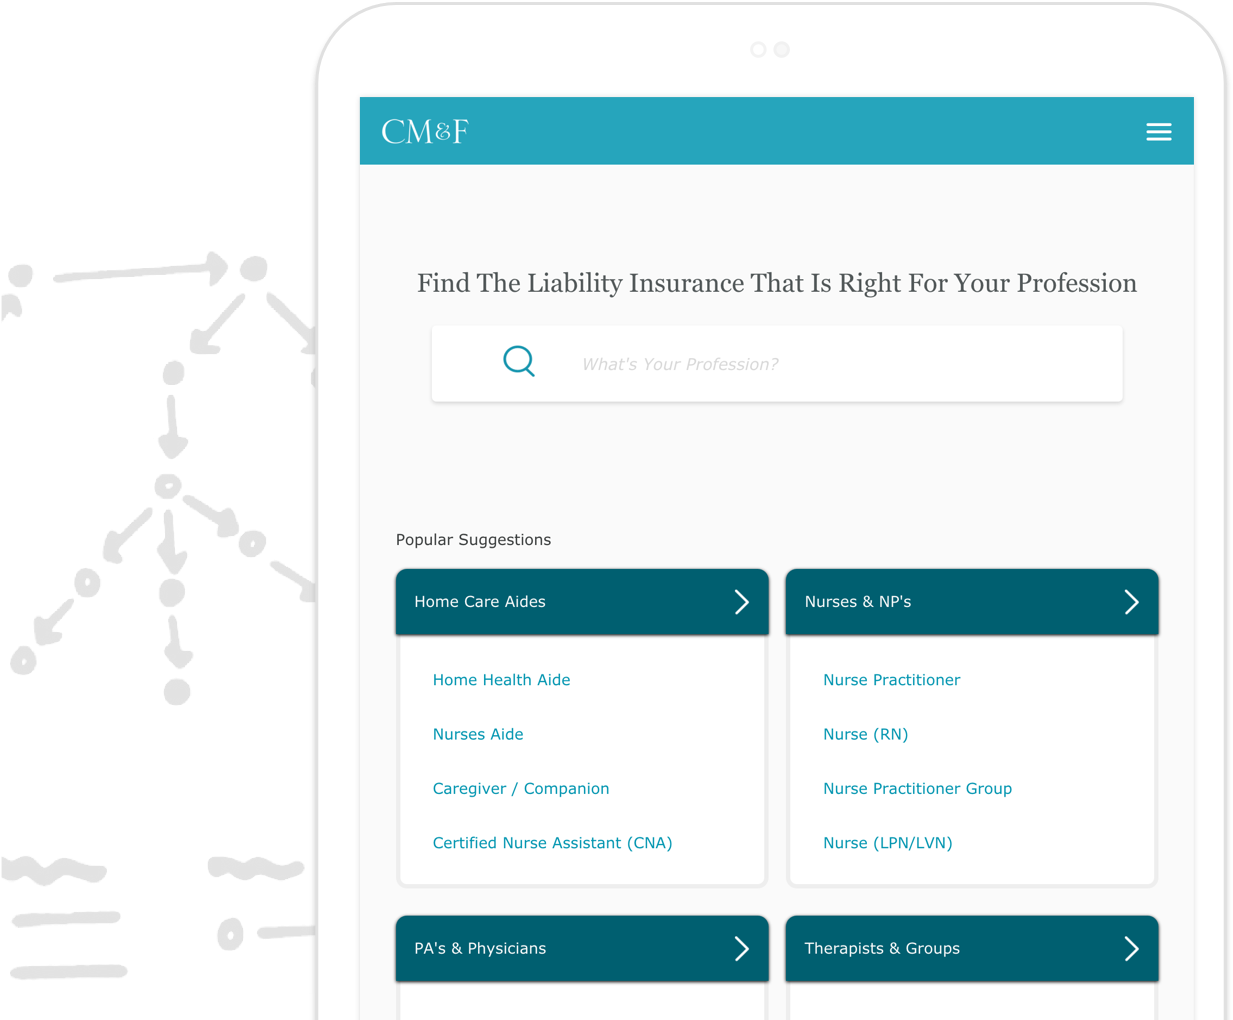 CM&F
Find The Liability Insurance That Is Right For Your Profession
What's Your Profession?
Popular Suggestions
Home Care Aides
Home Health Aide
Nurses Aide
Caregiver / Companion
Certified Nurse Assistant (CNA)
Nurses & NP's
Nurse Practitioner
Nurse (RN)
Nurse Practitioner Group
Nurse (LPN/LVN)
PA's & Physicians
Therapists & Groups